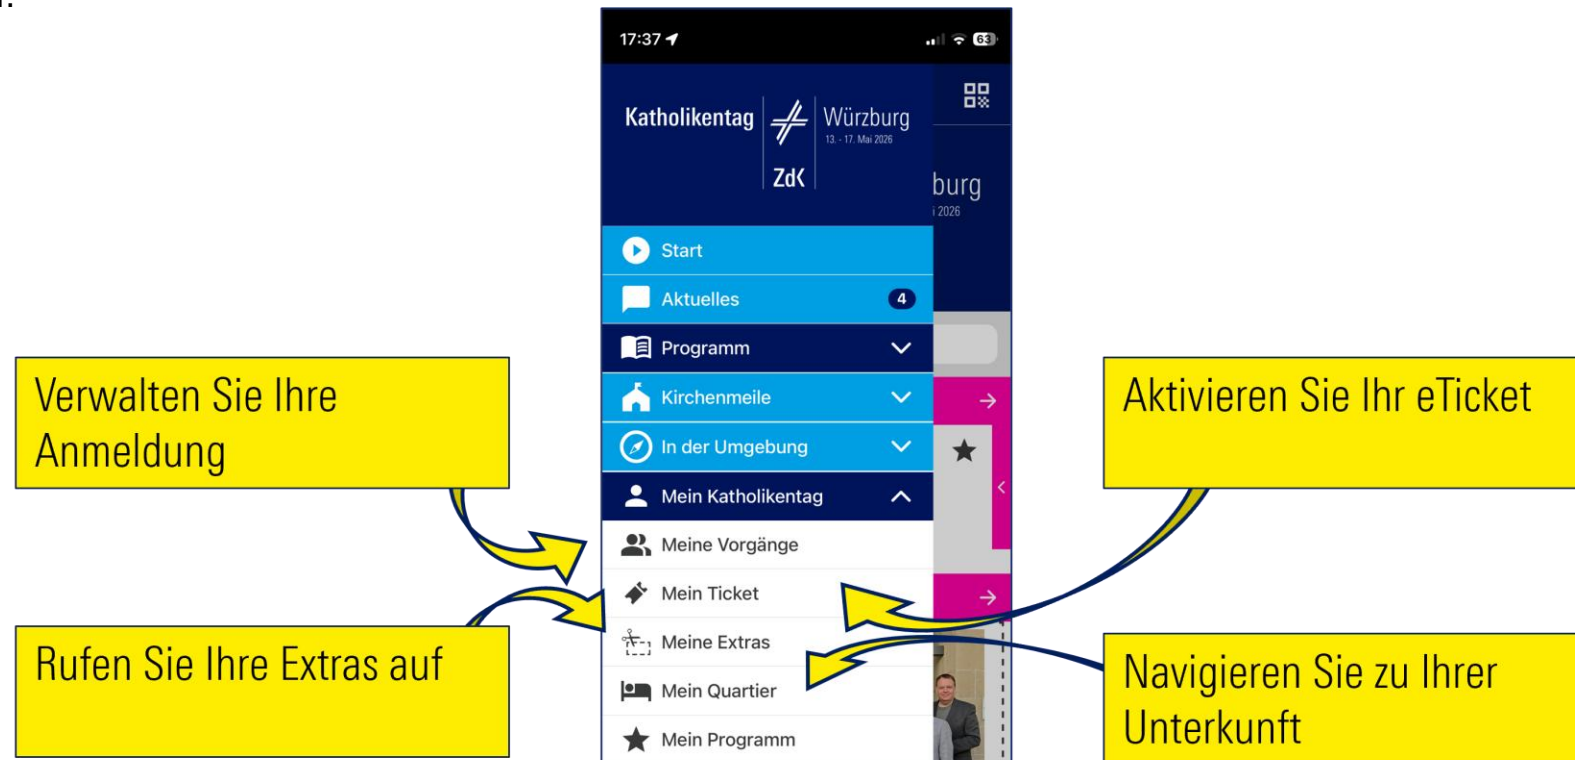 17:37
63
Katholikentag
Würzburg
13. - 17. Mai 2026
ZdK
burg
i 2026
Start
Aktuelles 4
Programm
Kirchenmeile
In der Umgebung
Mein Katholikentag
Meine Vorgänge
Mein Ticket
Meine Extras
Mein Quartier
Mein Programm
Verwalten Sie Ihre
Anmeldung
Rufen Sie Ihre Extras auf
Aktivieren Sie Ihr eTicket
Navigieren Sie zu Ihrer
Unterkunft